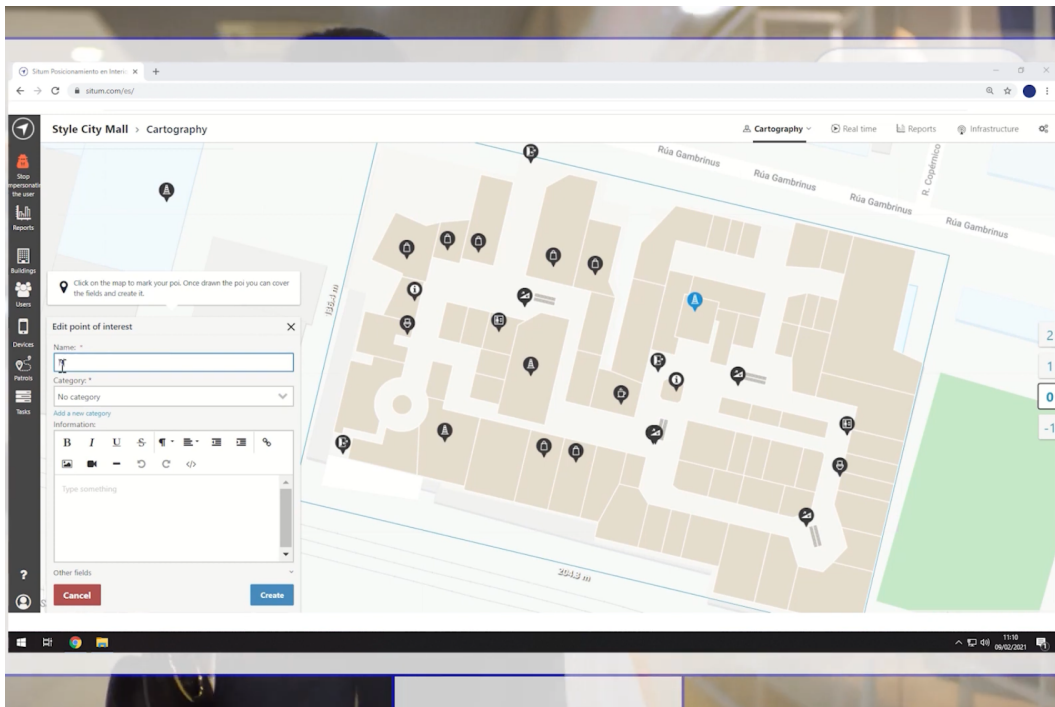 Situm Posicionamiento en Interi
situm.com/es/
Style City Mall > Cartography
Cartography
Real time
Reports
Infrastructure
Stop
mpersonatin
the user
Reports
Buildings
Users
Devices
Patrols
Tasks
?
Click on the map to mark your poi. Once drawn the poi you can cover
the fields and create it.
Edit point of interest
Name: *
Category: *
No category
Add a new category
Information:
B I U S
Type something
Other fields
Cancel
Create
Rúa Gambrinus
Rúa Gambrinus
Rúa Gambrinus
Rúa Gambrinus
R. Copérnico
204.3 m
2
1
0
-1
11:10
09/02/2021